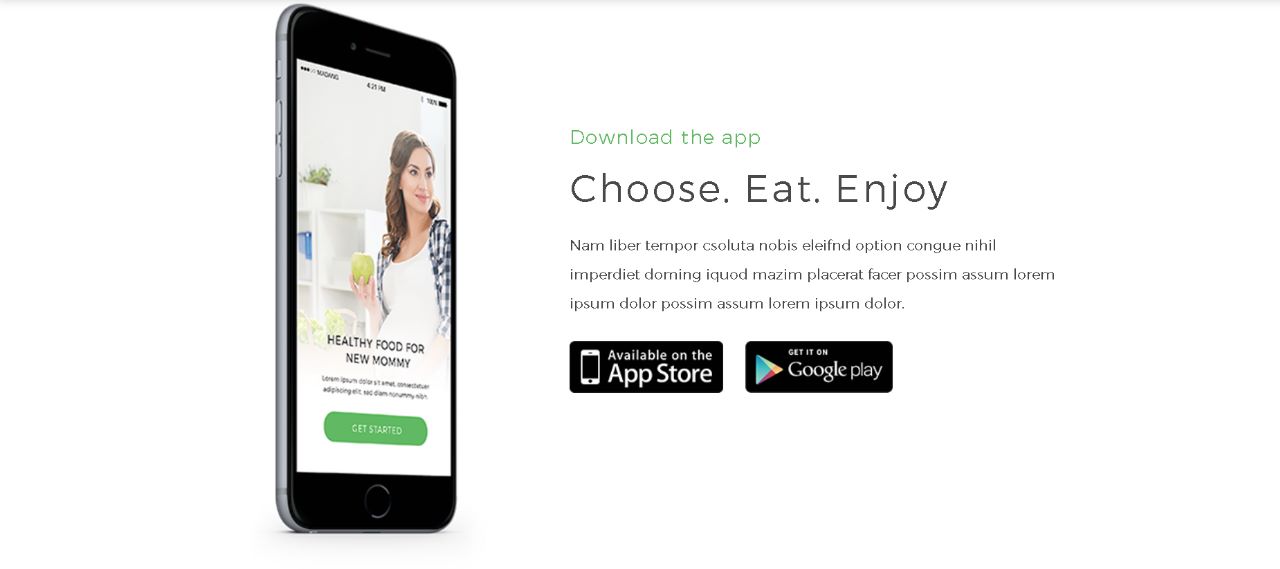 MADANG
4:21 PM
100%
HEALTHY FOOD FOR
NEW MOMMY
Lorem ipsum dolor sit amet, consectetuer
adipiscing elit, sed diam nonummy nibh
GET STARTED
Download the app
Choose. Eat. Enjoy
Nam liber tempor csoluta nobis eleifnd option congue nihil
imperdiet doming iquod mazim placerat facer possim assum lorem
ipsum dolor possim assum lorem ipsum dolor.
Available on the
App Store
GET IT ON
Google play